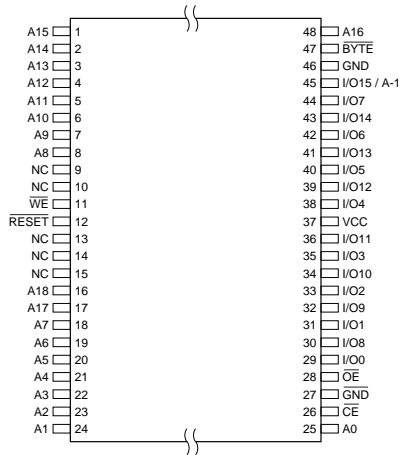 A15 1 48 A16
A14 2 47 BYTE
A13 3 46 GND
A12 4 45 I/O15 / A-1
A11 5 44 I/O7
A10 6 43 I/O14
A9 7 42 I/O6
A8 8 41 I/O13
NC 9 40 I/O5
NC 10 39 I/O12
WE 11 38 I/O4
RESET 12 37 VCC
NC 13 36 I/O11
NC 14 35 I/O3
NC 15 34 I/O10
A18 16 33 I/O2
A17 17 32 I/O9
A7 18 31 I/O1
A6 19 30 I/O8
A5 20 29 I/O0
A4 21 28 OE
A3 22 27 GND
A2 23 26 CE
A1 24 25 A0